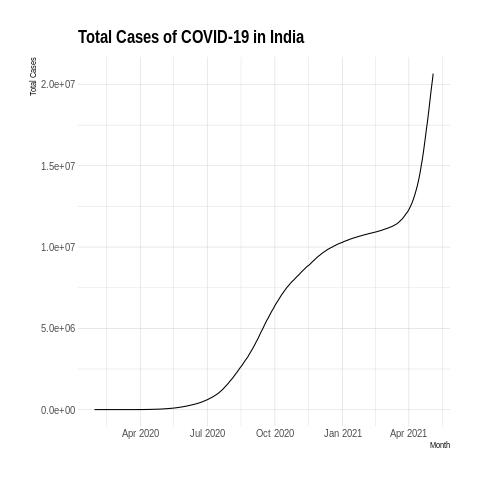 Total Cases of COVID-19 in India
Total Cases
2.0e+07
1.5e+07
1.0e+07
5.0e+06
0.0e+00
Apr 2020 Jul 2020 Oct 2020 Jan 2021 Apr 2021
Month